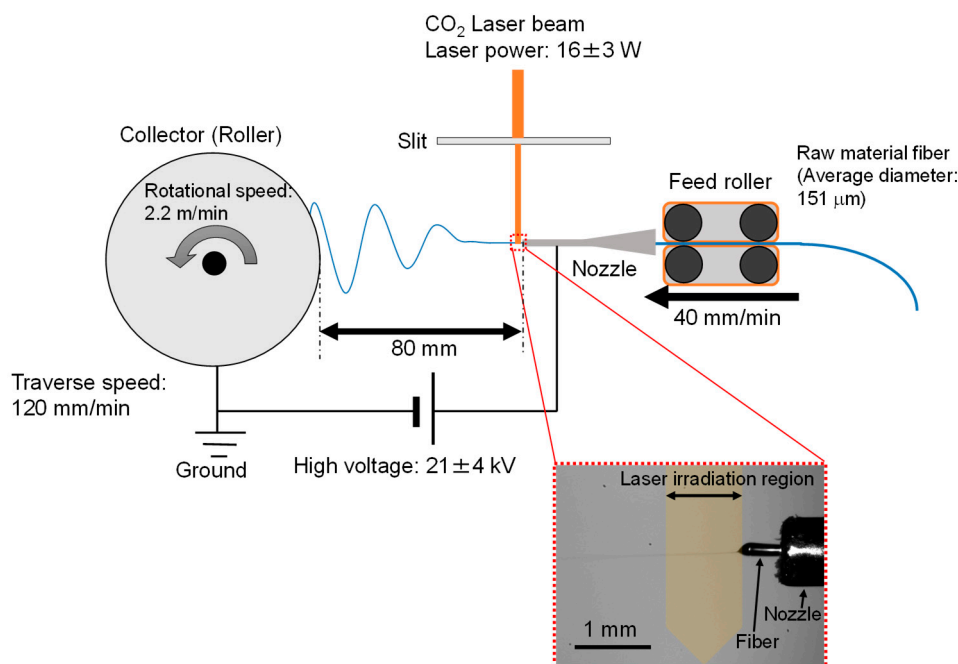 CO2 Laser beam
Laser power: 16±3 W
Collector (Roller)
Slit
Raw material fiber
(Average diameter:
151 μm)
Feed roller
Rotational speed:
2.2 m/min
Nozzle
40 mm/min
80 mm
Traverse speed:
120 mm/min
Ground
High voltage: 21±4 kV
Laser irradiation region
Nozzle
Fiber
1 mm